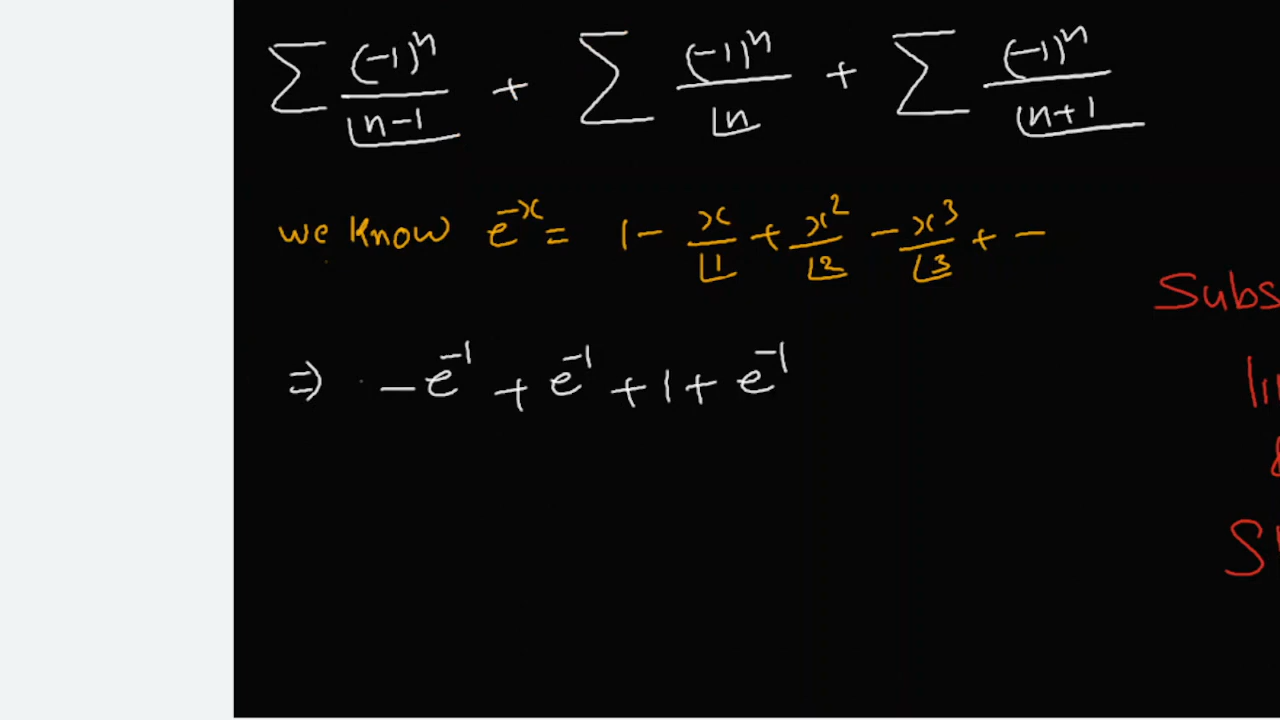 ∑ (-1)^n / ⌊n-1 + ∑ (-1)^n / ⌊n + ∑ (-1)^n / ⌊n+1
we know e^-x = 1 - x/⌊1 + x^2/⌊2 - x^3/⌊3 + -
Subs
⇒ -e^-1 + e^-1 + 1 + e^-1